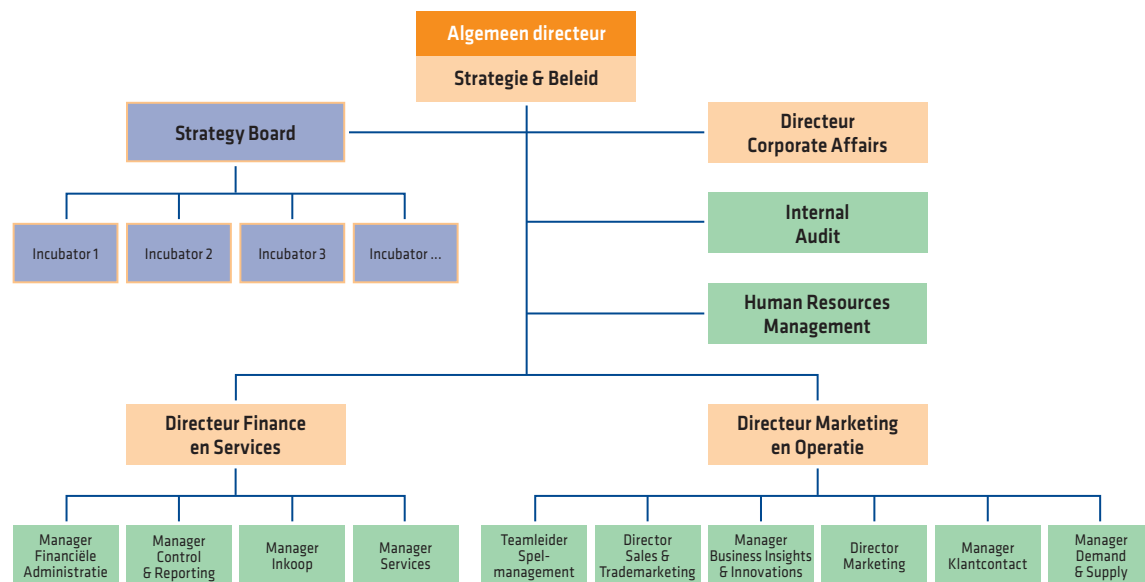 Algemeen directeur
Strategie & Beleid
Strategy Board
Directeur
Corporate Affairs
Incubator 1
Incubator 2
Incubator 3
Incubator ...
Internal
Audit
Human Resources
Management
Directeur Finance
en Services
Directeur Marketing
en Operatie
Manager
Financiële
Administratie
Manager
Control
& Reporting
Manager
Inkoop
Manager
Services
Teamleider
Spel-
management
Director
Sales &
Trademarketing
Manager
Business Insights
& Innovations
Director
Marketing
Manager
Klantcontact
Manager
Demand
& Supply